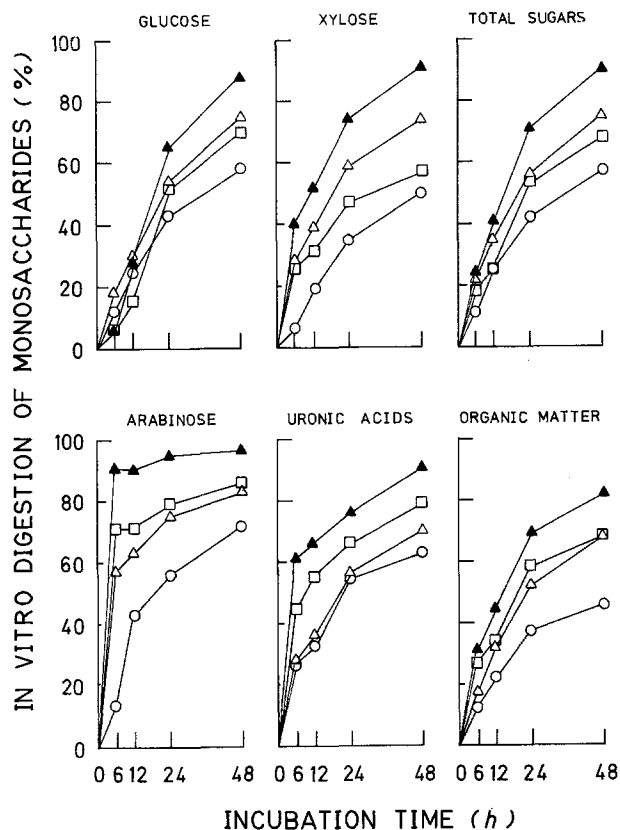 IN VITRO DIGESTION OF MONOSACCHARIDES (%)
GLUCOSE
XYLOSE
TOTAL SUGARS
100
80
60
40
20
0
ARABINOSE
URONIC ACIDS
ORGANIC MATTER
100
80
60
40
20
0
0 6 12 24 48
0 6 12 24 48
0 6 12 24 48
INCUBATION TIME (h)